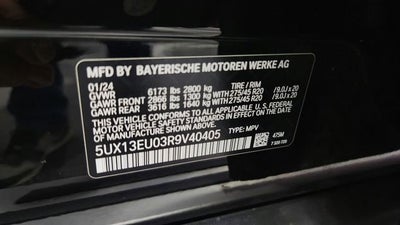 MFD BY BAYERISCHE MOTOREN WERKE AG
01/24 TIRE / RIM
GVWR 6173 lbs 2800 kg
GAWR FRONT 2866 lbs 1300 kg WITH 275/45 R20 / 9.0J x 20
GAWR REAR 3616 lbs 1640 kg WITH 275/45 R20 / 9.0J x 20
THIS VEHICLE CONFORMS TO ALL APPLICABLE U. S. FEDERAL
MOTOR VEHICLE SAFETY STANDARDS IN EFFECT ON THE
DATE OF MANUFACTURE SHOWN ABOVE.
5UX13EU03R9V40405 TYPE: MPV 475M